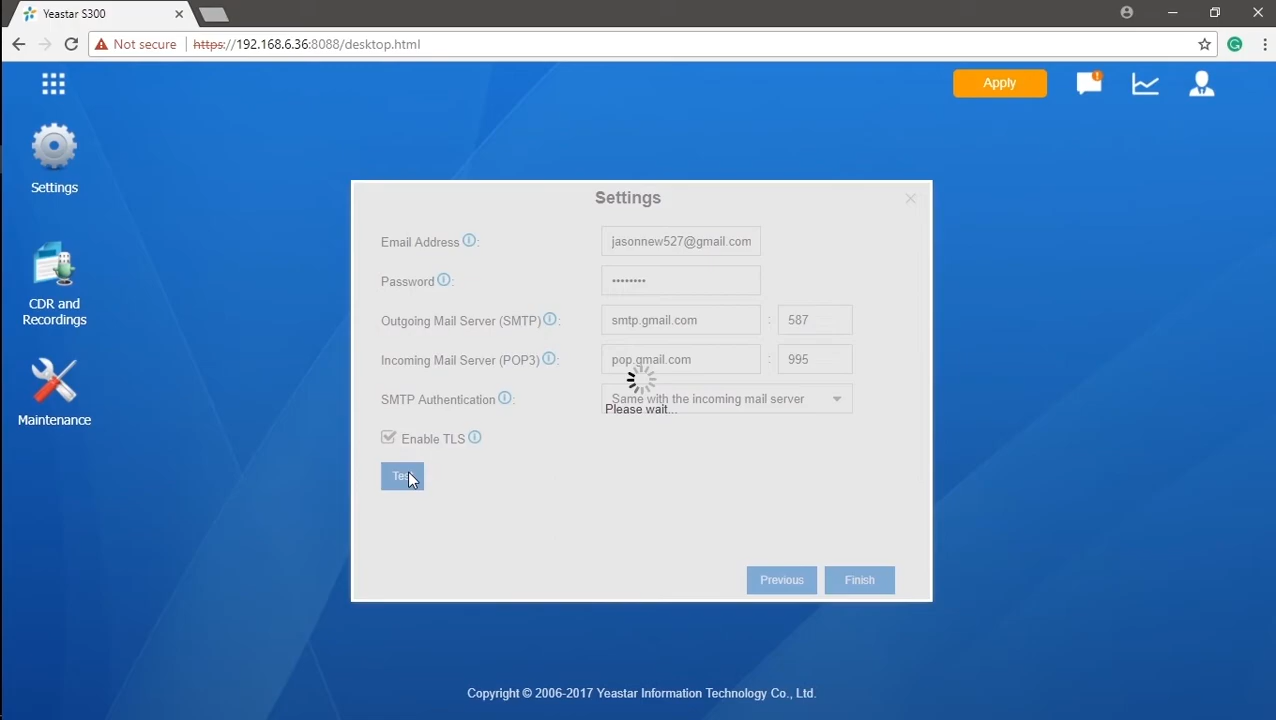 Yeastar S300
Not secure
https://192.168.6.36:8088/desktop.html
Apply
Settings
CDR and
Recordings
Maintenance
Settings
Email Address :
jasonnew527@gmail.com
Password :
••••••••
Outgoing Mail Server (SMTP) :
smtp.gmail.com : 587
Incoming Mail Server (POP3) :
pop.gmail.com : 995
SMTP Authentication :
Same with the incoming mail server
Please wait...
Enable TLS
Test
Previous
Finish
Copyright © 2006-2017 Yeastar Information Technology Co., Ltd.